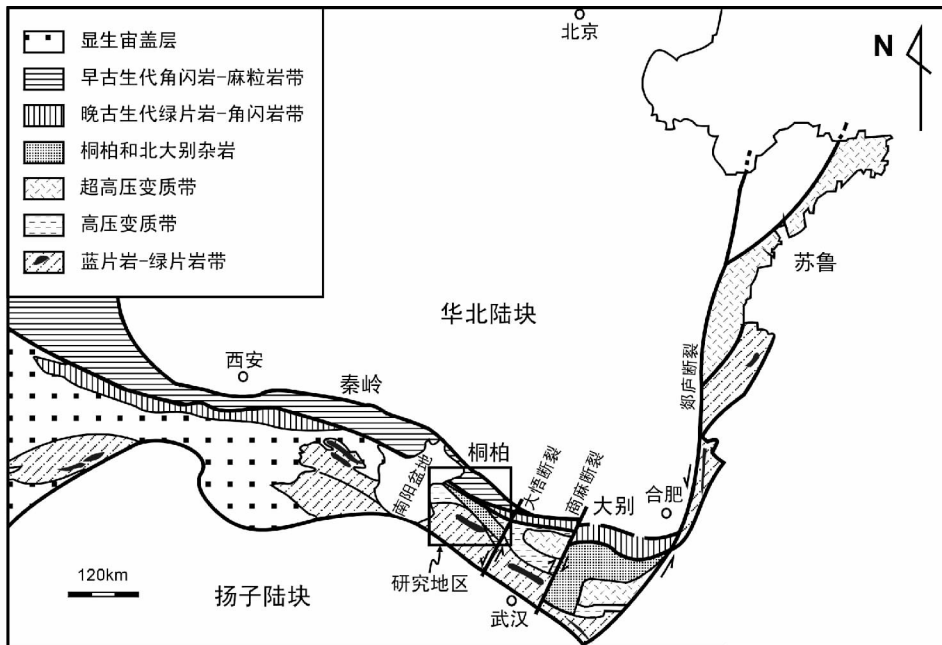 显生宙盖层
早古生代角闪岩-麻粒岩带
晚古生代绿片岩-角闪岩带
桐柏和北大别杂岩
超高压变质带
高压变质带
蓝片岩-绿片岩带
北京
N
苏鲁
华北陆块
郯庐断裂
西安
秦岭
桐柏
南阳盆地
大悟断裂
商麻断裂
大别
合肥
120km
研究地区
扬子陆块
武汉